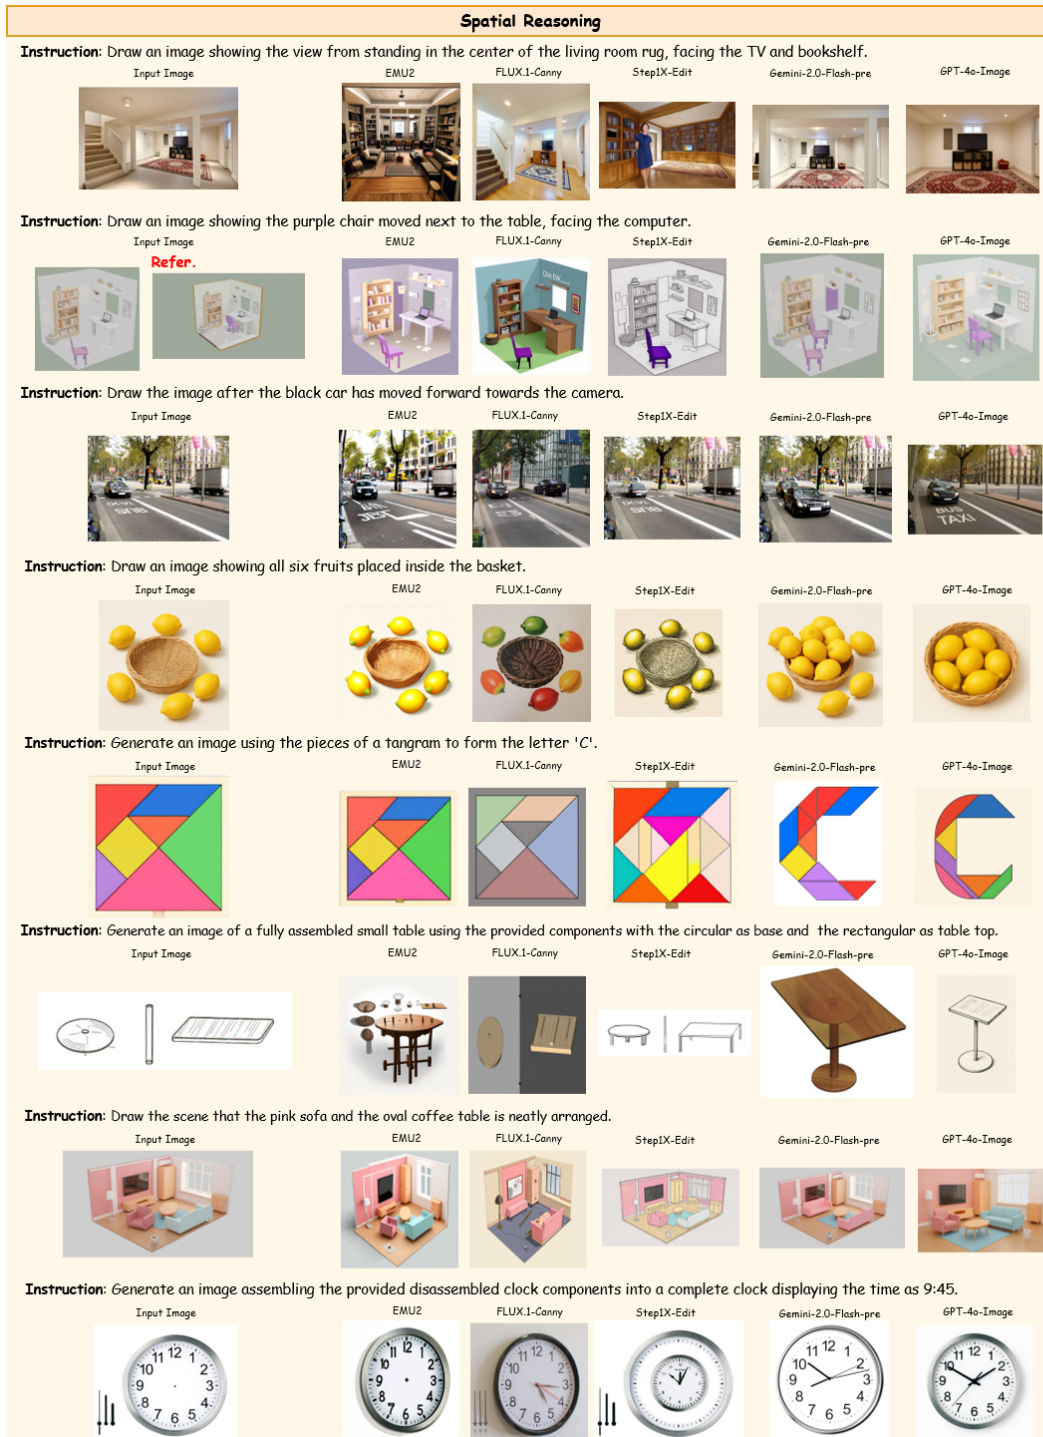 Spatial Reasoning
Instruction: Draw an image showing the view from standing in the center of the living room rug, facing the TV and bookshelf.
Input Image EMU2 FLUX.1-Canny Step1X-Edit Gemini-2.0-Flash-pre GPT-4o-Image
Instruction: Draw an image showing the purple chair moved next to the table, facing the computer.
Input Image EMU2 FLUX.1-Canny Step1X-Edit Gemini-2.0-Flash-pre GPT-4o-Image
Refer.
Instruction: Draw the image after the black car has moved forward towards the camera.
Input Image EMU2 FLUX.1-Canny Step1X-Edit Gemini-2.0-Flash-pre GPT-4o-Image
BUS
TAXI
Instruction: Draw an image showing all six fruits placed inside the basket.
Input Image EMU2 FLUX.1-Canny Step1X-Edit Gemini-2.0-Flash-pre GPT-4o-Image
Instruction: Generate an image using the pieces of a tangram to form the letter 'C'.
Input Image EMU2 FLUX.1-Canny Step1X-Edit Gemini-2.0-Flash-pre GPT-4o-Image
Instruction: Generate an image of a fully assembled small table using the provided components with the circular as base and the rectangular as table top.
Input Image EMU2 FLUX.1-Canny Step1X-Edit Gemini-2.0-Flash-pre GPT-4o-Image
Instruction: Draw the scene that the pink sofa and the oval coffee table is neatly arranged.
Input Image EMU2 FLUX.1-Canny Step1X-Edit Gemini-2.0-Flash-pre GPT-4o-Image
Instruction: Generate an image assembling the provided disassembled clock components into a complete clock displaying the time as 9:45.
Input Image EMU2 FLUX.1-Canny Step1X-Edit Gemini-2.0-Flash-pre GPT-4o-Image